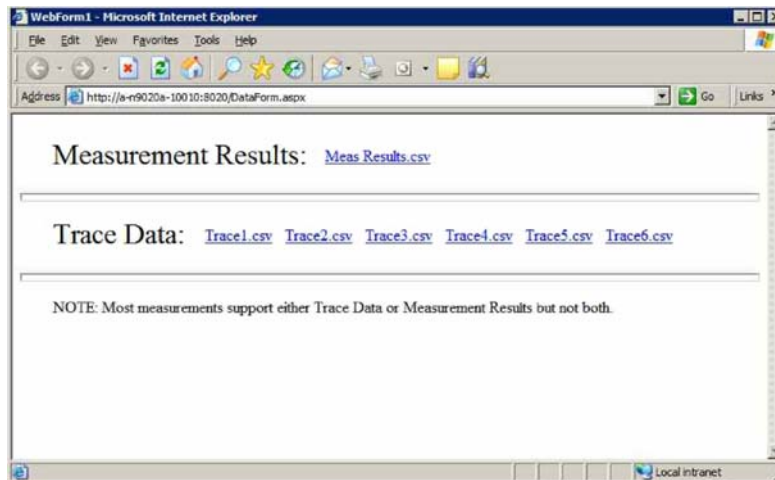 WebForm1 - Microsoft Internet Explorer
File Edit View Favorites Tools Help
Address http://a-n9020a-10010:8020/DataForm.aspx Go Links »
Measurement Results: Meas Results.csv
Trace Data: Trace1.csv Trace2.csv Trace3.csv Trace4.csv Trace5.csv Trace6.csv
NOTE: Most measurements support either Trace Data or Measurement Results but not both.
Local intranet